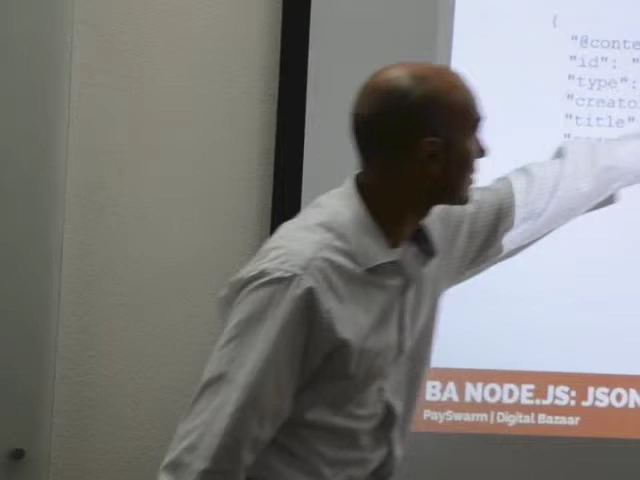 {
"@conte
"id": "
"type":
"creato
"title"
BA NODE.JS: JSON
PaySwarm | Digital Bazaar